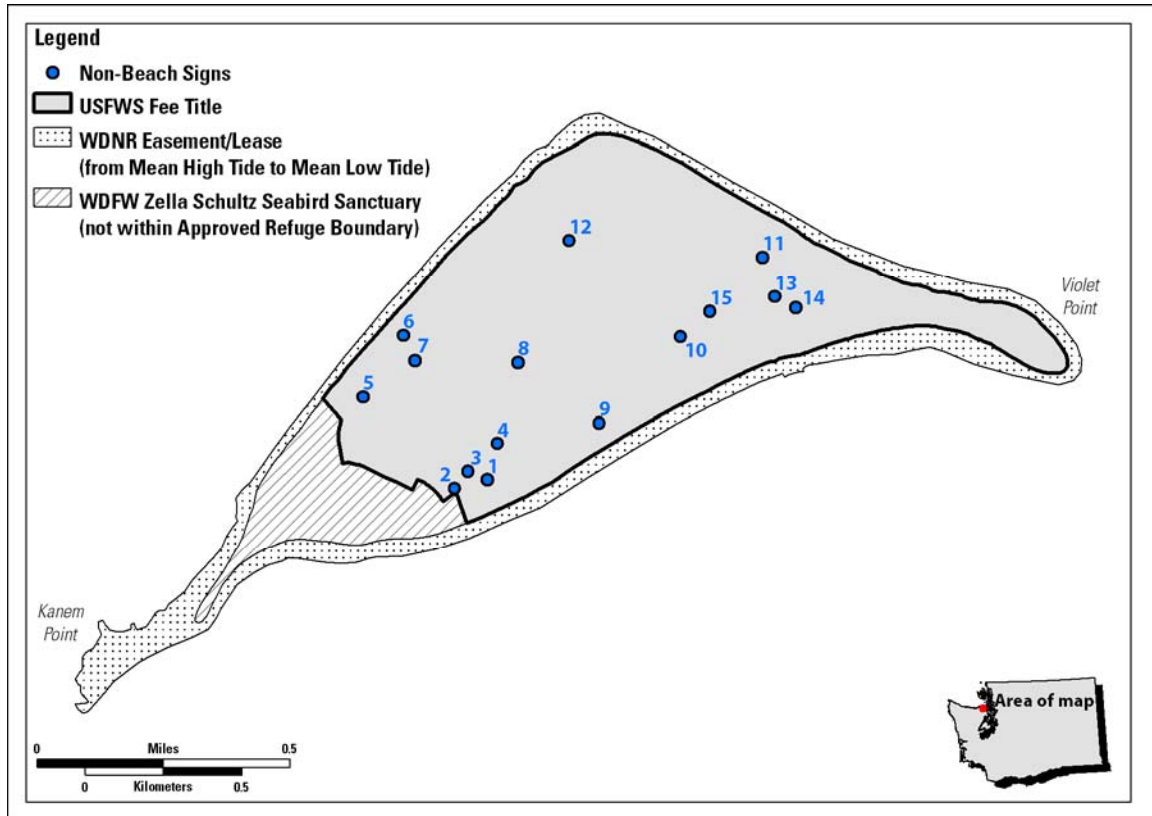 Legend
Non-Beach Signs
USFWS Fee Title
WDNR Easement/Lease
(from Mean High Tide to Mean Low Tide)
WDFW Zella Schultz Seabird Sanctuary
(not within Approved Refuge Boundary)
12
11
13
14
Violet
Point
15
6
10
7
8
5
9
4
3
1
2
Kanem
Point
Area of map
0 Miles 0.5
0 Kilometers 0.5